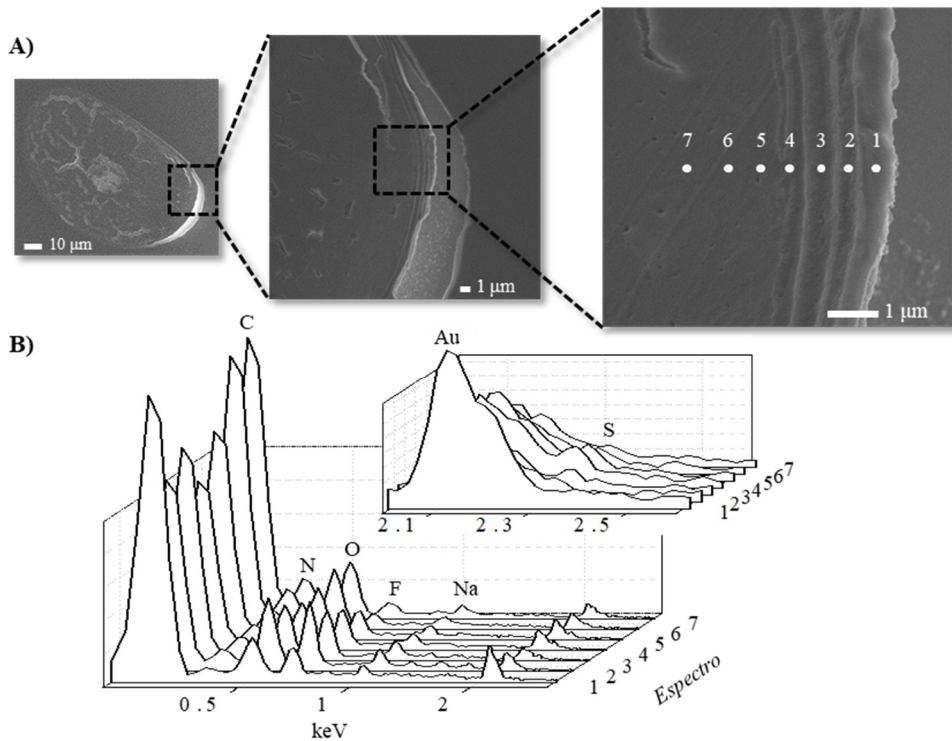 A)
10 μm
1 μm
7 6 5 4 3 2 1
1 μm
B)
C
N
O
F
Na
0.5 1 2
keV
1 2 3 4 5 6 7
Espectro
Au
S
2.1 2.3 2.5
1 2 3 4 5 6 7